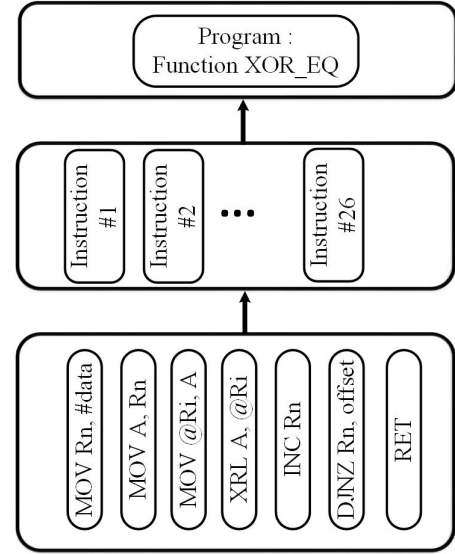 Program :
Function XOR_EQ
Instruction
#1
Instruction
#2
...
Instruction
#26
MOV Rn, #data
MOV A, Rn
MOV @Ri, A
XRL A, @Ri
INC Rn
DJNZ Rn, offset
RET